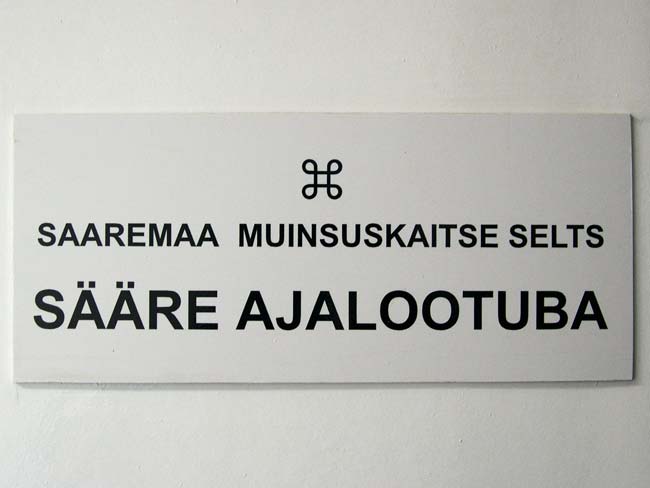 SAAREMAA MUINSUSKAITSE SELTS
SÄÄRE AJALOOTUBA